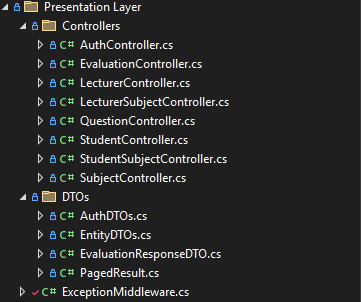 Presentation Layer
Controllers
C# AuthController.cs
C# EvaluationController.cs
C# LecturerController.cs
C# LecturerSubjectController.cs
C# QuestionController.cs
C# StudentController.cs
C# StudentSubjectController.cs
C# SubjectController.cs
DTOs
C# AuthDTOs.cs
C# EntityDTOs.cs
C# EvaluationResponseDTO.cs
C# PagedResult.cs
C# ExceptionMiddleware.cs